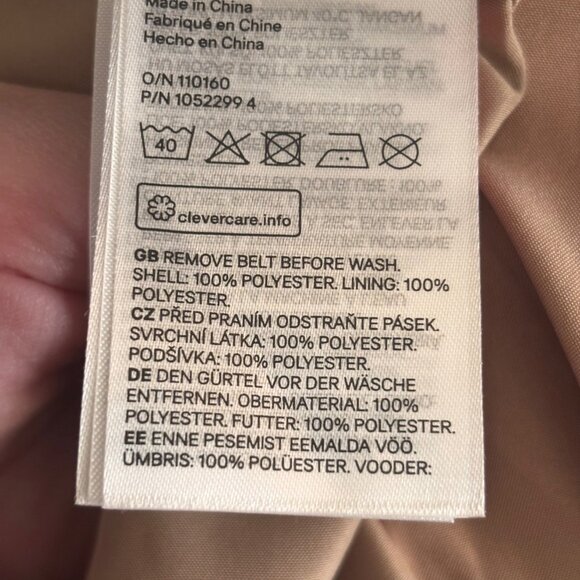 Made in China
Fabriqué en Chine
Hecho en China
O/N 110160
P/N 1052299 4
40
clevercare.info
GB REMOVE BELT BEFORE WASH.
SHELL: 100% POLYESTER. LINING: 100%
POLYESTER.
CZ PŘED PRANÍM ODSTRAŇTE PÁSEK.
SVRCHNÍ LÁTKA: 100% POLYESTER.
PODŠÍVKA: 100% POLYESTER.
DE DEN GÜRTEL VOR DER WÄSCHE
ENTFERNEN. OBERMATERIAL: 100%
POLYESTER. FUTTER: 100% POLYESTER.
EE ENNE PESEMIST EEMALDA VÖÖ.
ÜMBRIS: 100% POLÜESTER. VOODER: